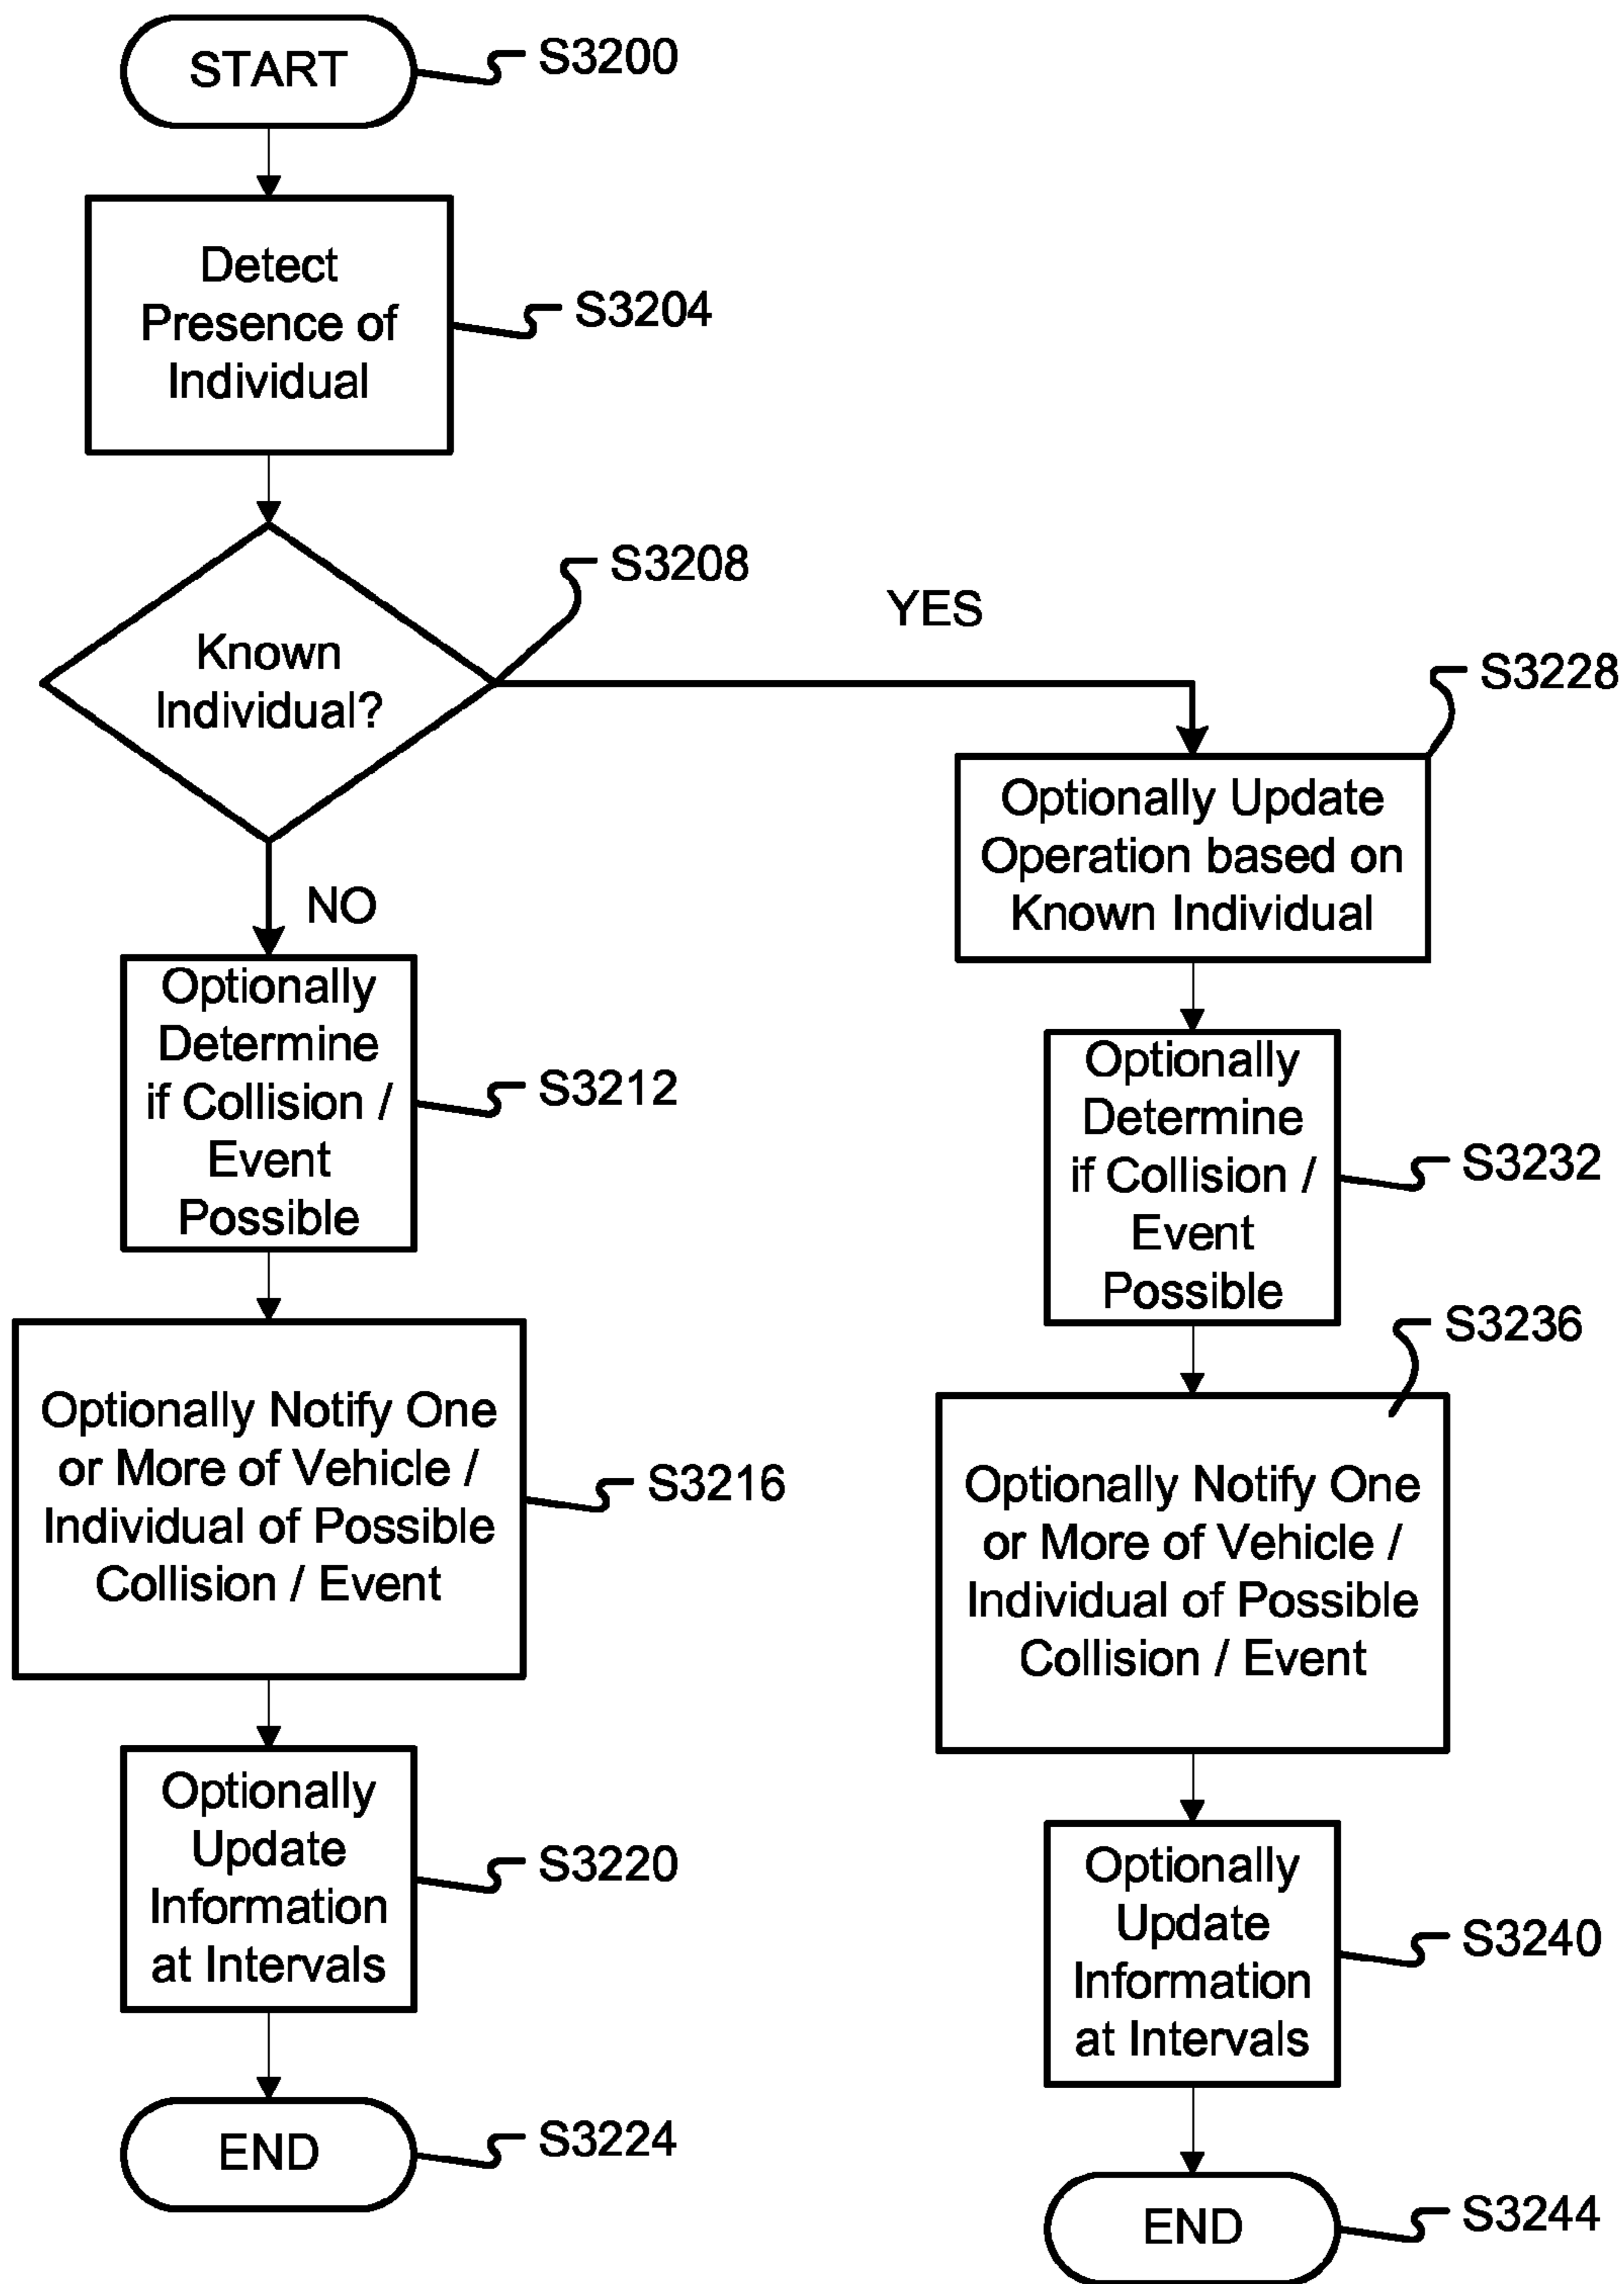 START
S3200
Detect
Presence of
Individual
S3204
Known
Individual?
S3208
YES
NO
Optionally
Determine
if Collision /
Event
Possible
S3212
Optionally Notify One
or More of Vehicle /
Individual of Possible
Collision / Event
S3216
Optionally
Update
Information
at Intervals
S3220
END
S3224
S3228
Optionally Update
Operation based on
Known Individual
Optionally
Determine
if Collision /
Event
Possible
S3232
S3236
Optionally Notify One
or More of Vehicle /
Individual of Possible
Collision / Event
Optionally
Update
Information
at Intervals
S3240
END
S3244